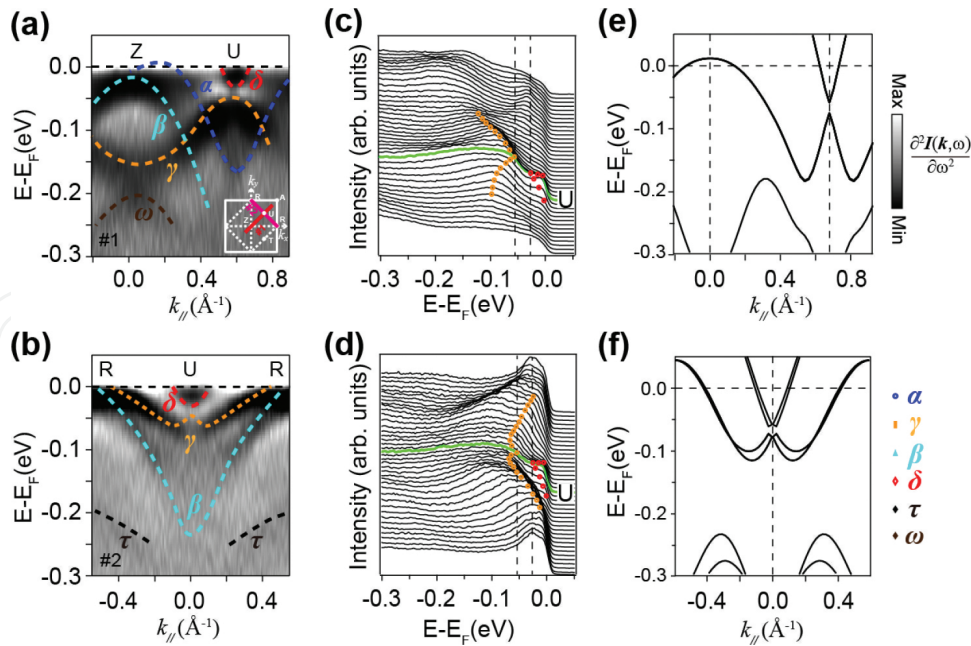 (a)
Z U
0.0
-0.1
-0.2
-0.3
E-E_F(eV)
α
δ
β
γ
ω
#1
k_y
R A
Z U R
T
k_x
0.0 0.4 0.8
k_//(Å⁻¹)
(c)
Intensity (arb. units)
U
-0.3 -0.2 -0.1 0.0
E-E_F(eV)
(e)
0.0
-0.1
-0.2
-0.3
E-E_F(eV)
0.0 0.4 0.8
k_//(Å⁻¹)
Max
Min
∂²I(k,ω)
∂ω²
(b)
R U R
0.0
-0.1
-0.2
-0.3
E-E_F(eV)
δ
γ
β
τ τ
#2
-0.4 0.0 0.4
k_//(Å⁻¹)
(d)
Intensity (arb. units)
U
-0.3 -0.2 -0.1 0.0
E-E_F(eV)
(f)
0.0
-0.1
-0.2
-0.3
E-E_F(eV)
-0.4 0.0 0.4
k_//(Å⁻¹)
α
γ
β
δ
τ
ω